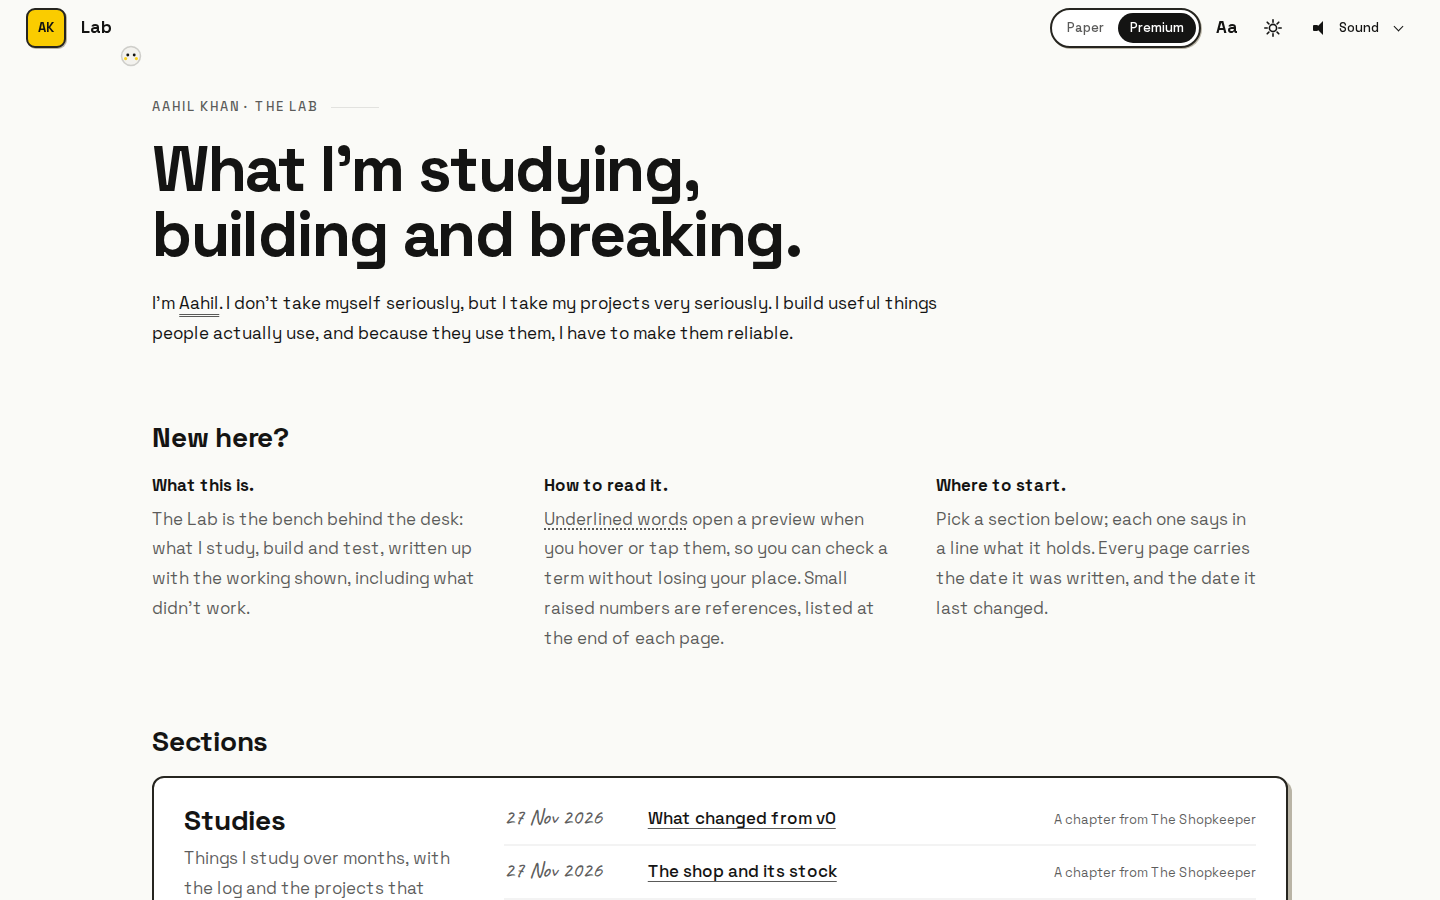 AK
Lab
Paper
Premium
Aa
Sound
AAHIL KHAN · THE LAB
What I’m studying,
building and breaking.
I’m Aahil. I don’t take myself seriously, but I take my projects very seriously. I build useful things
people actually use, and because they use them, I have to make them reliable.
New here?
What this is.
The Lab is the bench behind the desk:
what I study, build and test, written up
with the working shown, including what
didn’t work.
How to read it.
Underlined words open a preview when
you hover or tap them, so you can check a
term without losing your place. Small
raised numbers are references, listed at
the end of each page.
Where to start.
Pick a section below; each one says in
a line what it holds. Every page carries
the date it was written, and the date it
last changed.
Sections
Studies
Things I study over months, with
the log and the projects that
27 Nov 2026
What changed from v0
A chapter from The Shopkeeper
27 Nov 2026
The shop and its stock
A chapter from The Shopkeeper